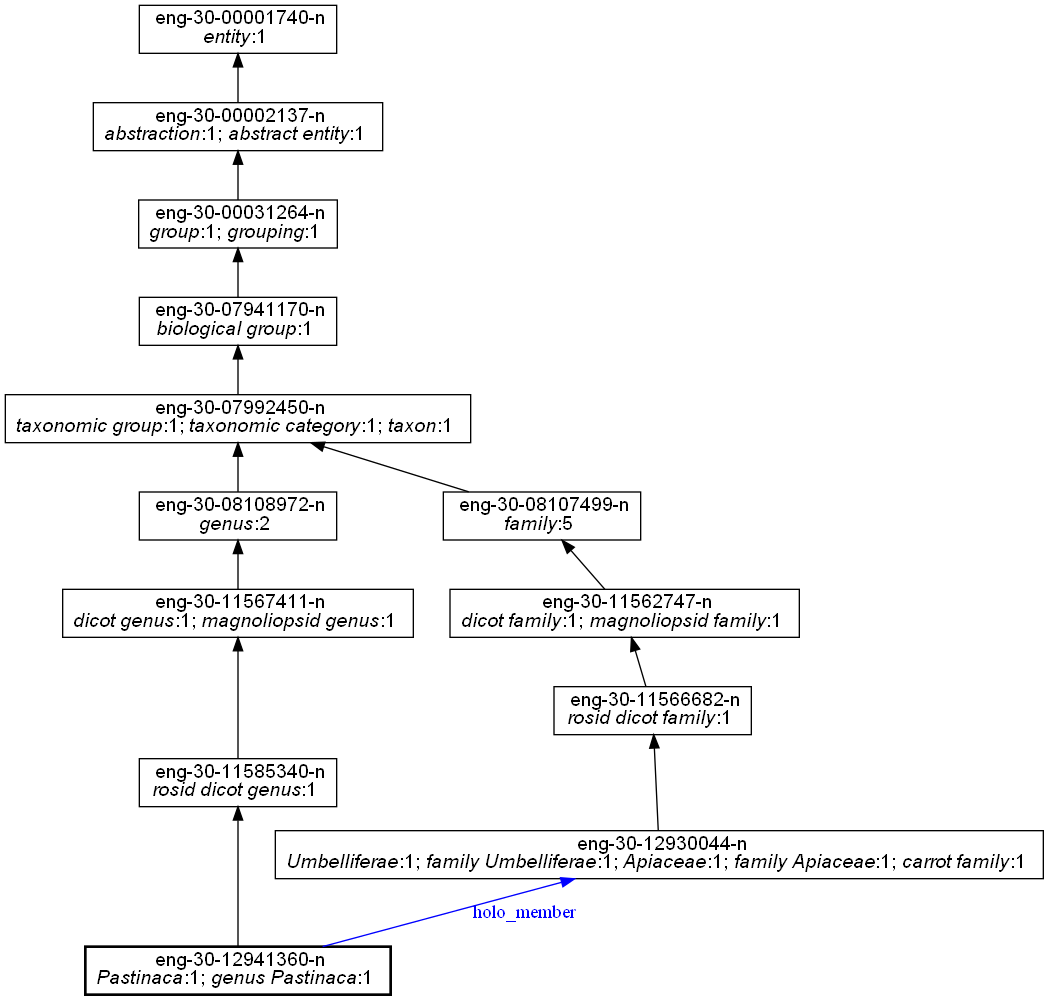 eng-30-00001740-n
entity:1
eng-30-00002137-n
abstraction:1; abstract entity:1
eng-30-00031264-n
group:1; grouping:1
eng-30-07941170-n
biological group:1
eng-30-07992450-n
taxonomic group:1; taxonomic category:1; taxon:1
eng-30-08108972-n
genus:2
eng-30-08107499-n
family:5
eng-30-11567411-n
dicot genus:1; magnoliopsid genus:1
eng-30-11562747-n
dicot family:1; magnoliopsid family:1
eng-30-11566682-n
rosid dicot family:1
eng-30-11585340-n
rosid dicot genus:1
eng-30-12930044-n
Umbelliferae:1; family Umbelliferae:1; Apiaceae:1; family Apiaceae:1; carrot family:1
holo_member
eng-30-12941360-n
Pastinaca:1; genus Pastinaca:1